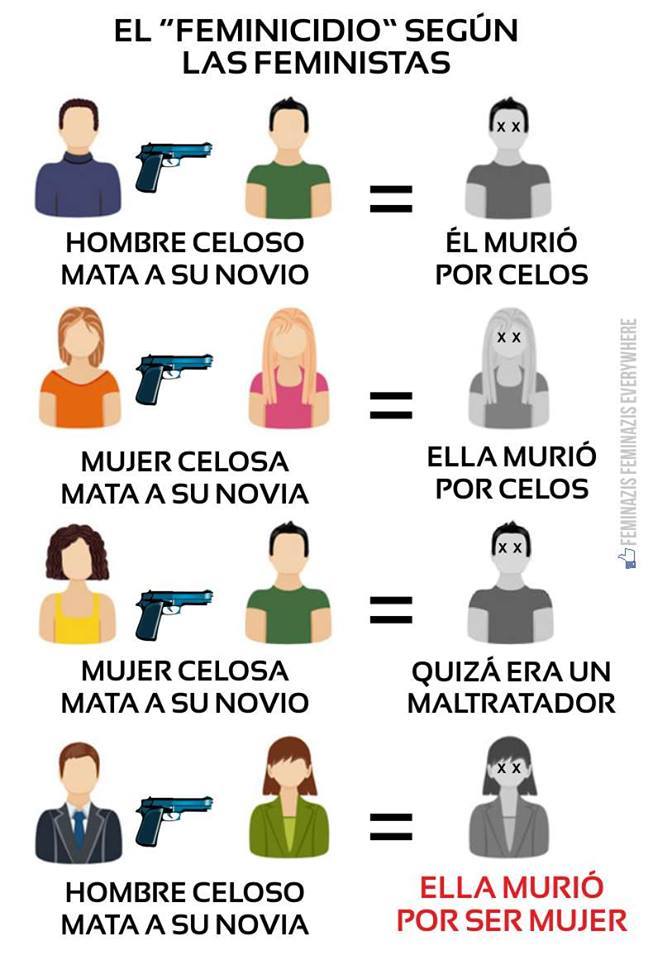 EL "FEMINICIDIO" SEGÚN
LAS FEMINISTAS
HOMBRE CELOSO
MATA A SU NOVIO
=
ÉL MURIÓ
POR CELOS
MUJER CELOSA
MATA A SU NOVIA
=
ELLA MURIÓ
POR CELOS
MUJER CELOSA
MATA A SU NOVIO
=
QUIZÁ ERA UN
MALTRATADOR
HOMBRE CELOSO
MATA A SU NOVIA
=
ELLA MURIÓ
POR SER MUJER
FEMINAZIS FEMINAZIS EVERYWHERE